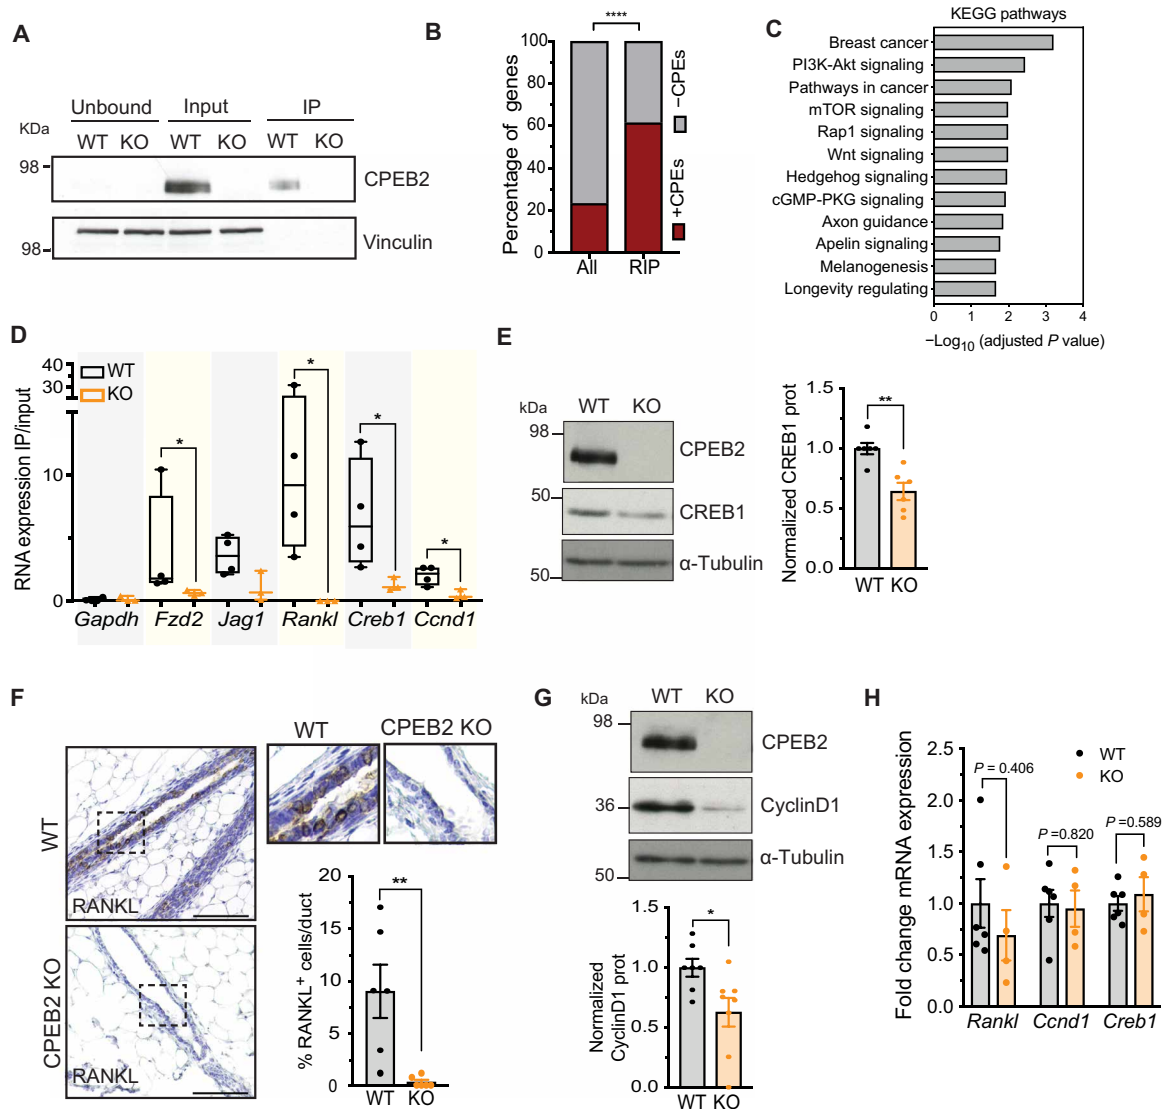 A
Unbound Input IP
KDa
WT KO WT KO WT KO
98
CPEB2
98
Vinculin
B
****
Percentage of genes
100
80
60
40
20
0
All RIP
−CPEs
+CPEs
C
KEGG pathways
Breast cancer
PI3K-Akt signaling
Pathways in cancer
mTOR signaling
Rap1 signaling
Wnt signaling
Hedgehog signaling
cGMP-PKG signaling
Axon guidance
Apelin signaling
Melanogenesis
Longevity regulating
0 1 2 3 4
−Log10 (adjusted P value)
D
RNA expression IP/input
40
30
10
0
WT
KO
*
*
*
*
Gapdh Fzd2 Jag1 Rankl Creb1 Ccnd1
E
kDa
WT KO
98
CPEB2
50
CREB1
α-Tubulin
50
Normalized CREB1 prot
1.5
1.0
0.5
0.0
**
WT KO
F
WT
RANKL
CPEB2 KO
RANKL
WT
CPEB2 KO
% RANKL+ cells/duct
20
15
10
5
0
**
WT KO
G
kDa
WT KO
98
CPEB2
36
CyclinD1
α-Tubulin
50
Normalized
CyclinD1 prot
1.5
1.0
0.5
0.0
*
WT KO
H
Fold change mRNA expression
2.5
2.0
1.5
1.0
0.5
0.0
WT
KO
P = 0.406
P =0.820
P =0.589
Rankl Ccnd1 Creb1